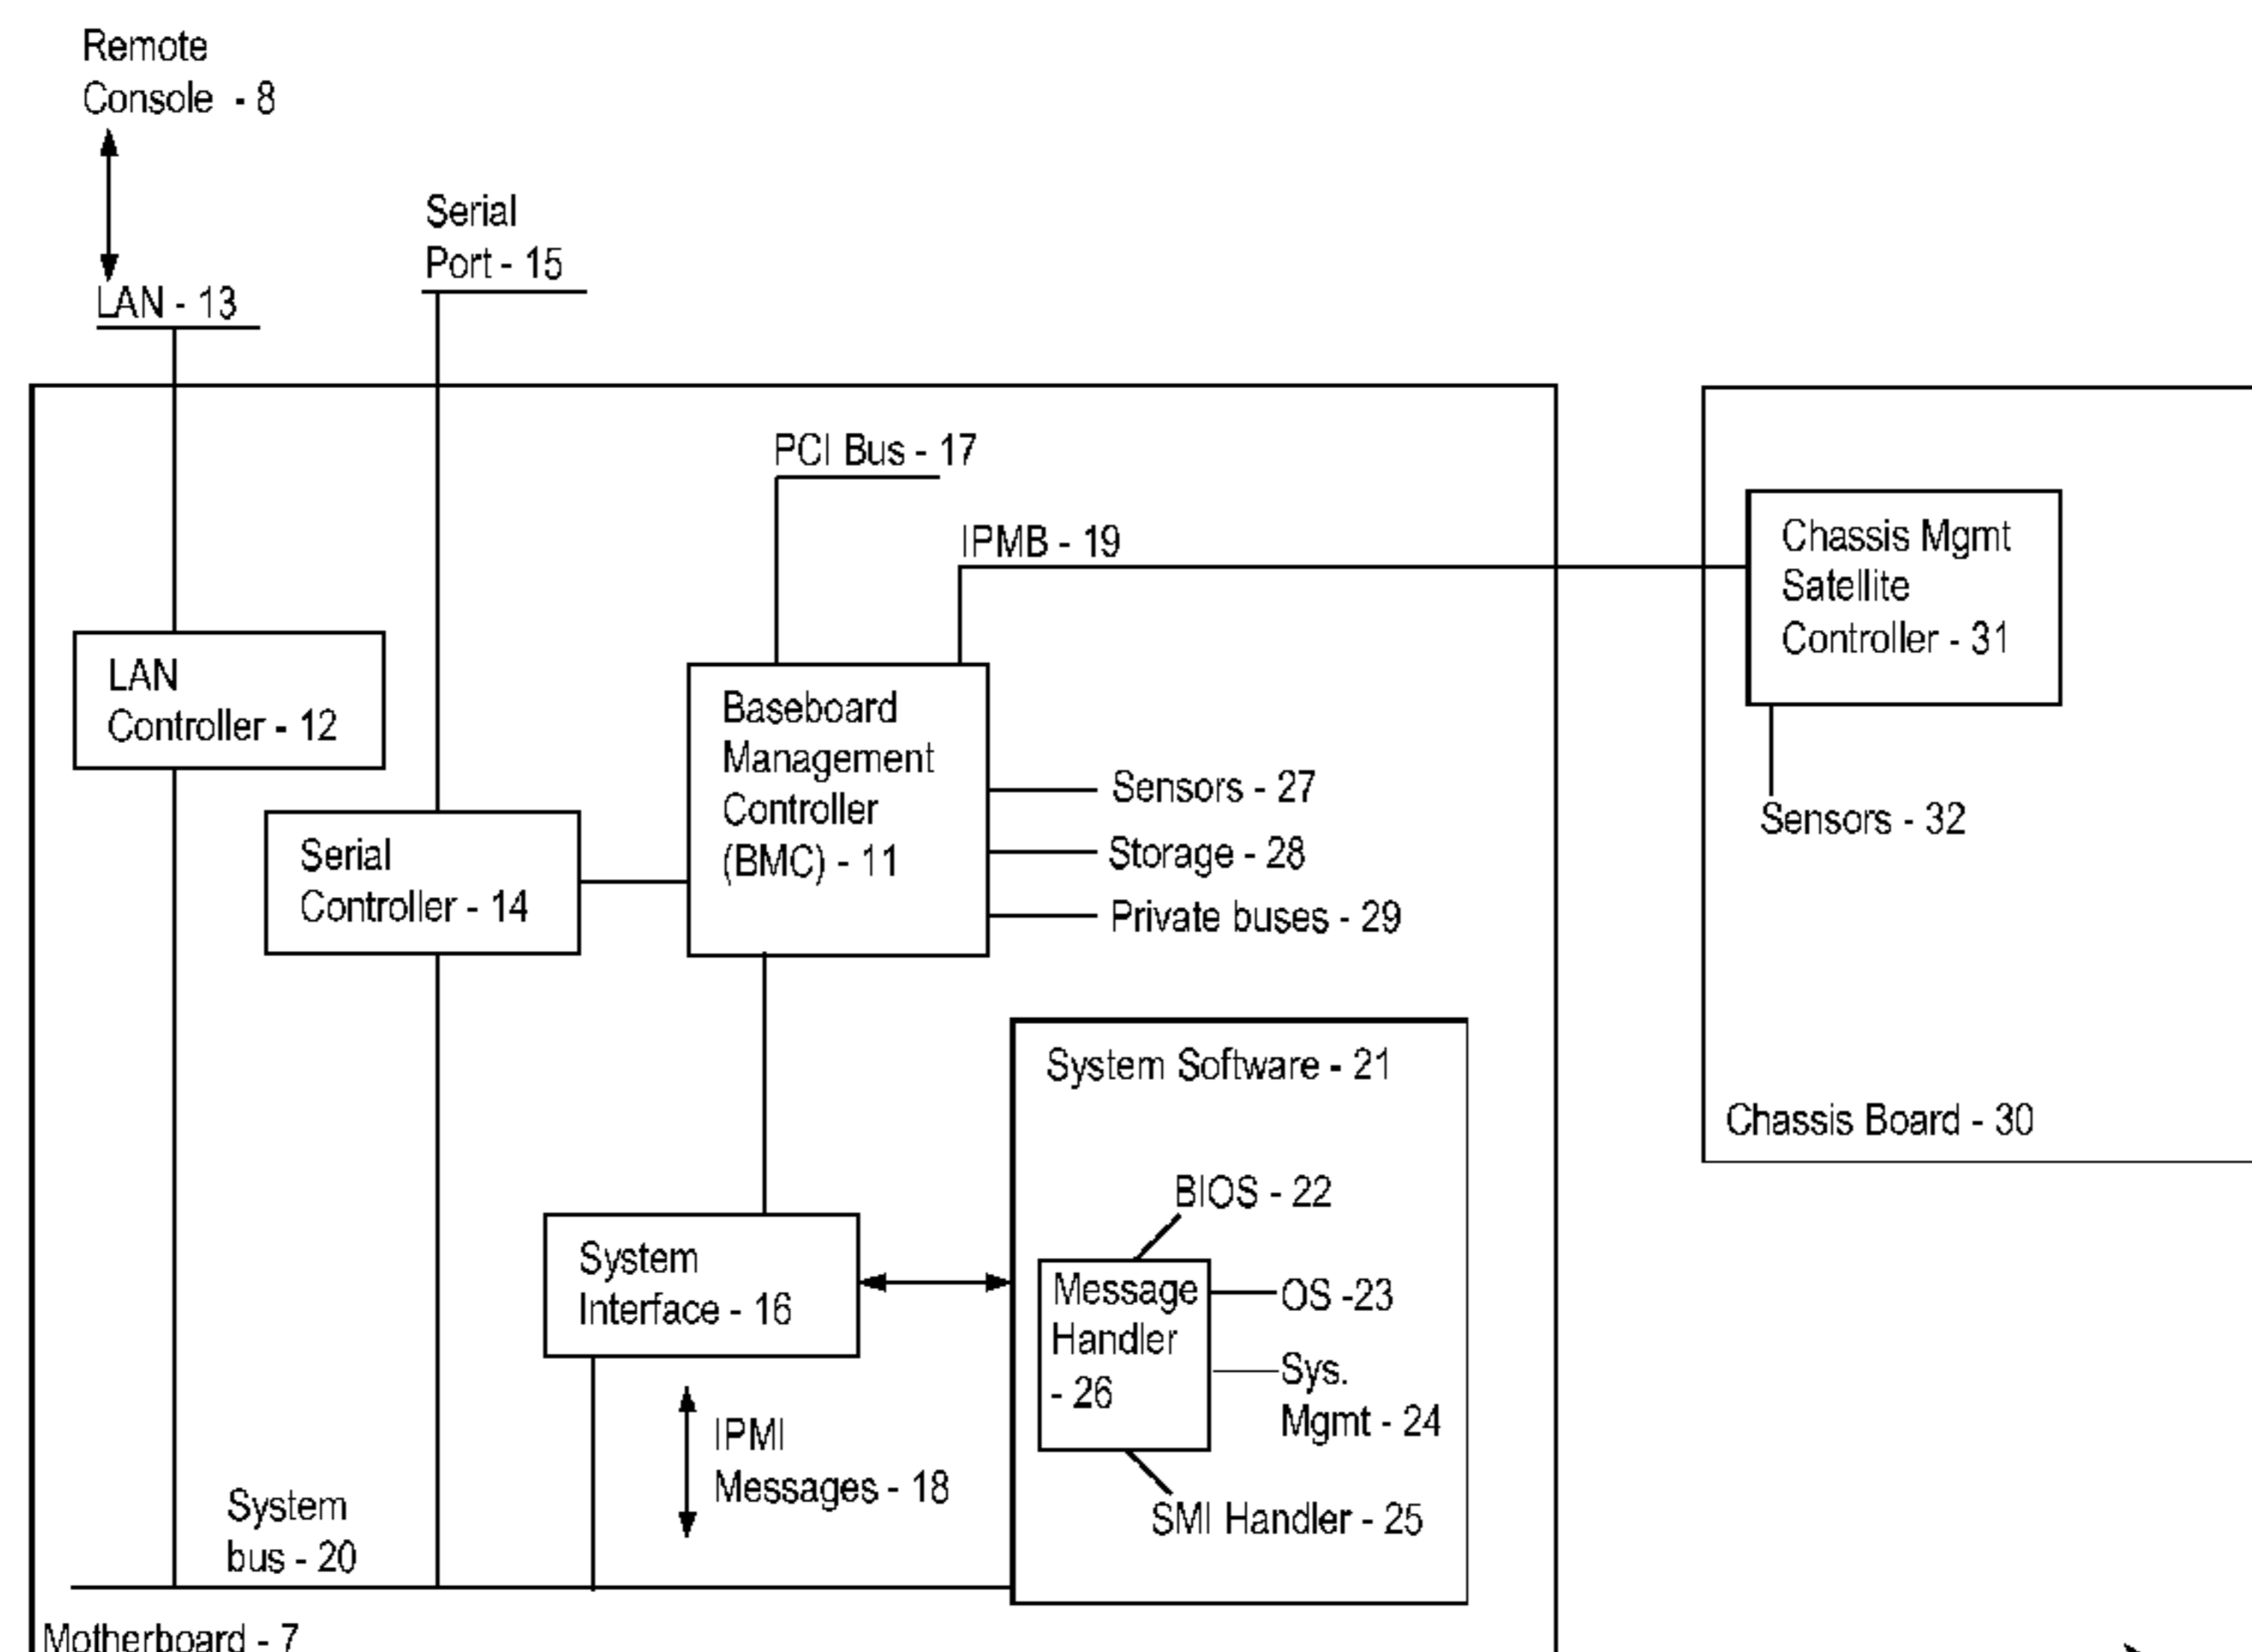 Remote
Console - 8
Serial
Port - 15
LAN - 13
PCI Bus - 17
IPMB - 19
Chassis Mgmt
Satellite
Controller - 31
LAN
Controller - 12
Baseboard
Management
Controller
(BMC) - 11
Sensors - 27
Storage - 28
Private buses - 29
Sensors - 32
Serial
Controller - 14
System Software - 21
Chassis Board - 30
BIOS - 22
System
Interface - 16
Message
Handler
- 26
OS -23
Sys.
Mgmt - 24
IPMI
Messages - 18
SMI Handler - 25
System
bus - 20
Motherboard - 7